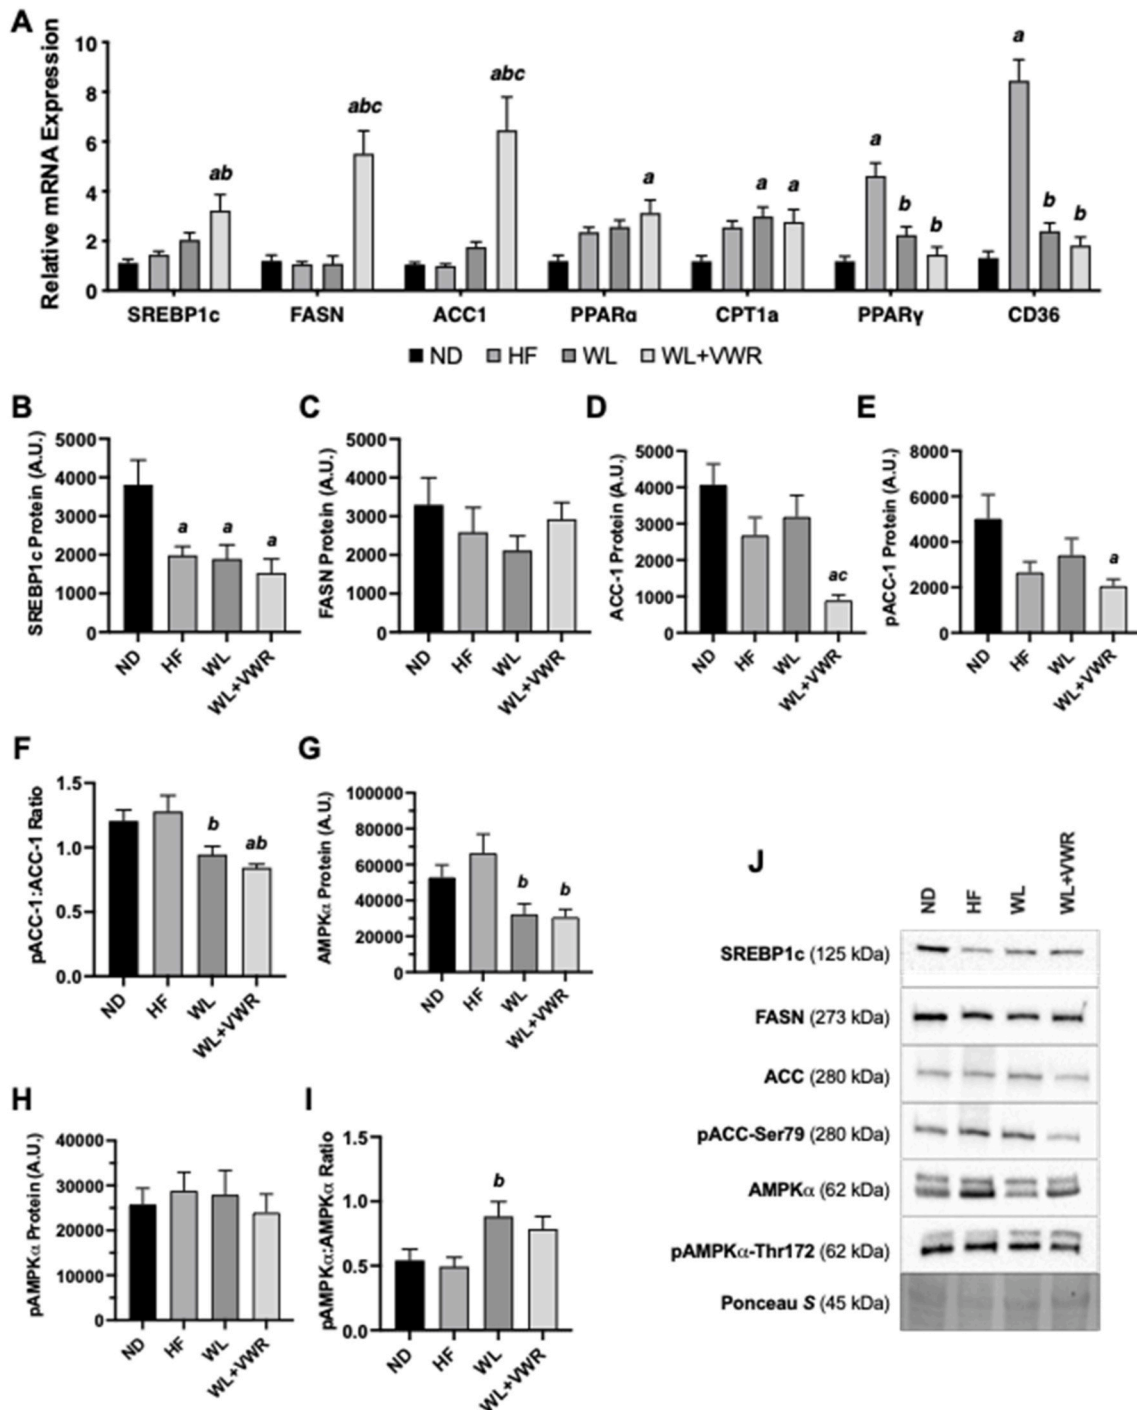 A
Relative mRNA Expression
10
8
6
4
2
0
ab
abc
abc
a
a
a
a
b
b
a
b
b
SREBP1c FASN ACC1 PPARα CPT1a PPARγ CD36
ND HF WL WL+VWR
B
SREBP1c Protein (A.U.)
5000
4000
3000
2000
1000
0
a
a
a
ND
HF
WL
WL+VWR
C
FASN Protein (A.U.)
5000
4000
3000
2000
1000
0
ND
HF
WL
WL+VWR
D
ACC-1 Protein (A.U.)
5000
4000
3000
2000
1000
0
ac
ND
HF
WL
WL+VWR
E
pACC-1 Protein (A.U.)
8000
6000
4000
2000
0
a
ND
HF
WL
WL+VWR
F
pACC-1:ACC-1 Ratio
1.5
1.0
0.5
0.0
b
ab
ND
HF
WL
WL+VWR
G
AMPKα Protein (A.U.)
100000
80000
60000
40000
20000
0
b
b
ND
HF
WL
WL+VWR
H
pAMPKα Protein (A.U.)
40000
30000
20000
10000
0
ND
HF
WL
WL+VWR
I
pAMPKα:AMPKα Ratio
1.5
1.0
0.5
0.0
b
ND
HF
WL
WL+VWR
J
ND
HF
WL
WL+VWR
SREBP1c (125 kDa)
FASN (273 kDa)
ACC (280 kDa)
pACC-Ser79 (280 kDa)
AMPKα (62 kDa)
pAMPKα-Thr172 (62 kDa)
Ponceau S (45 kDa)